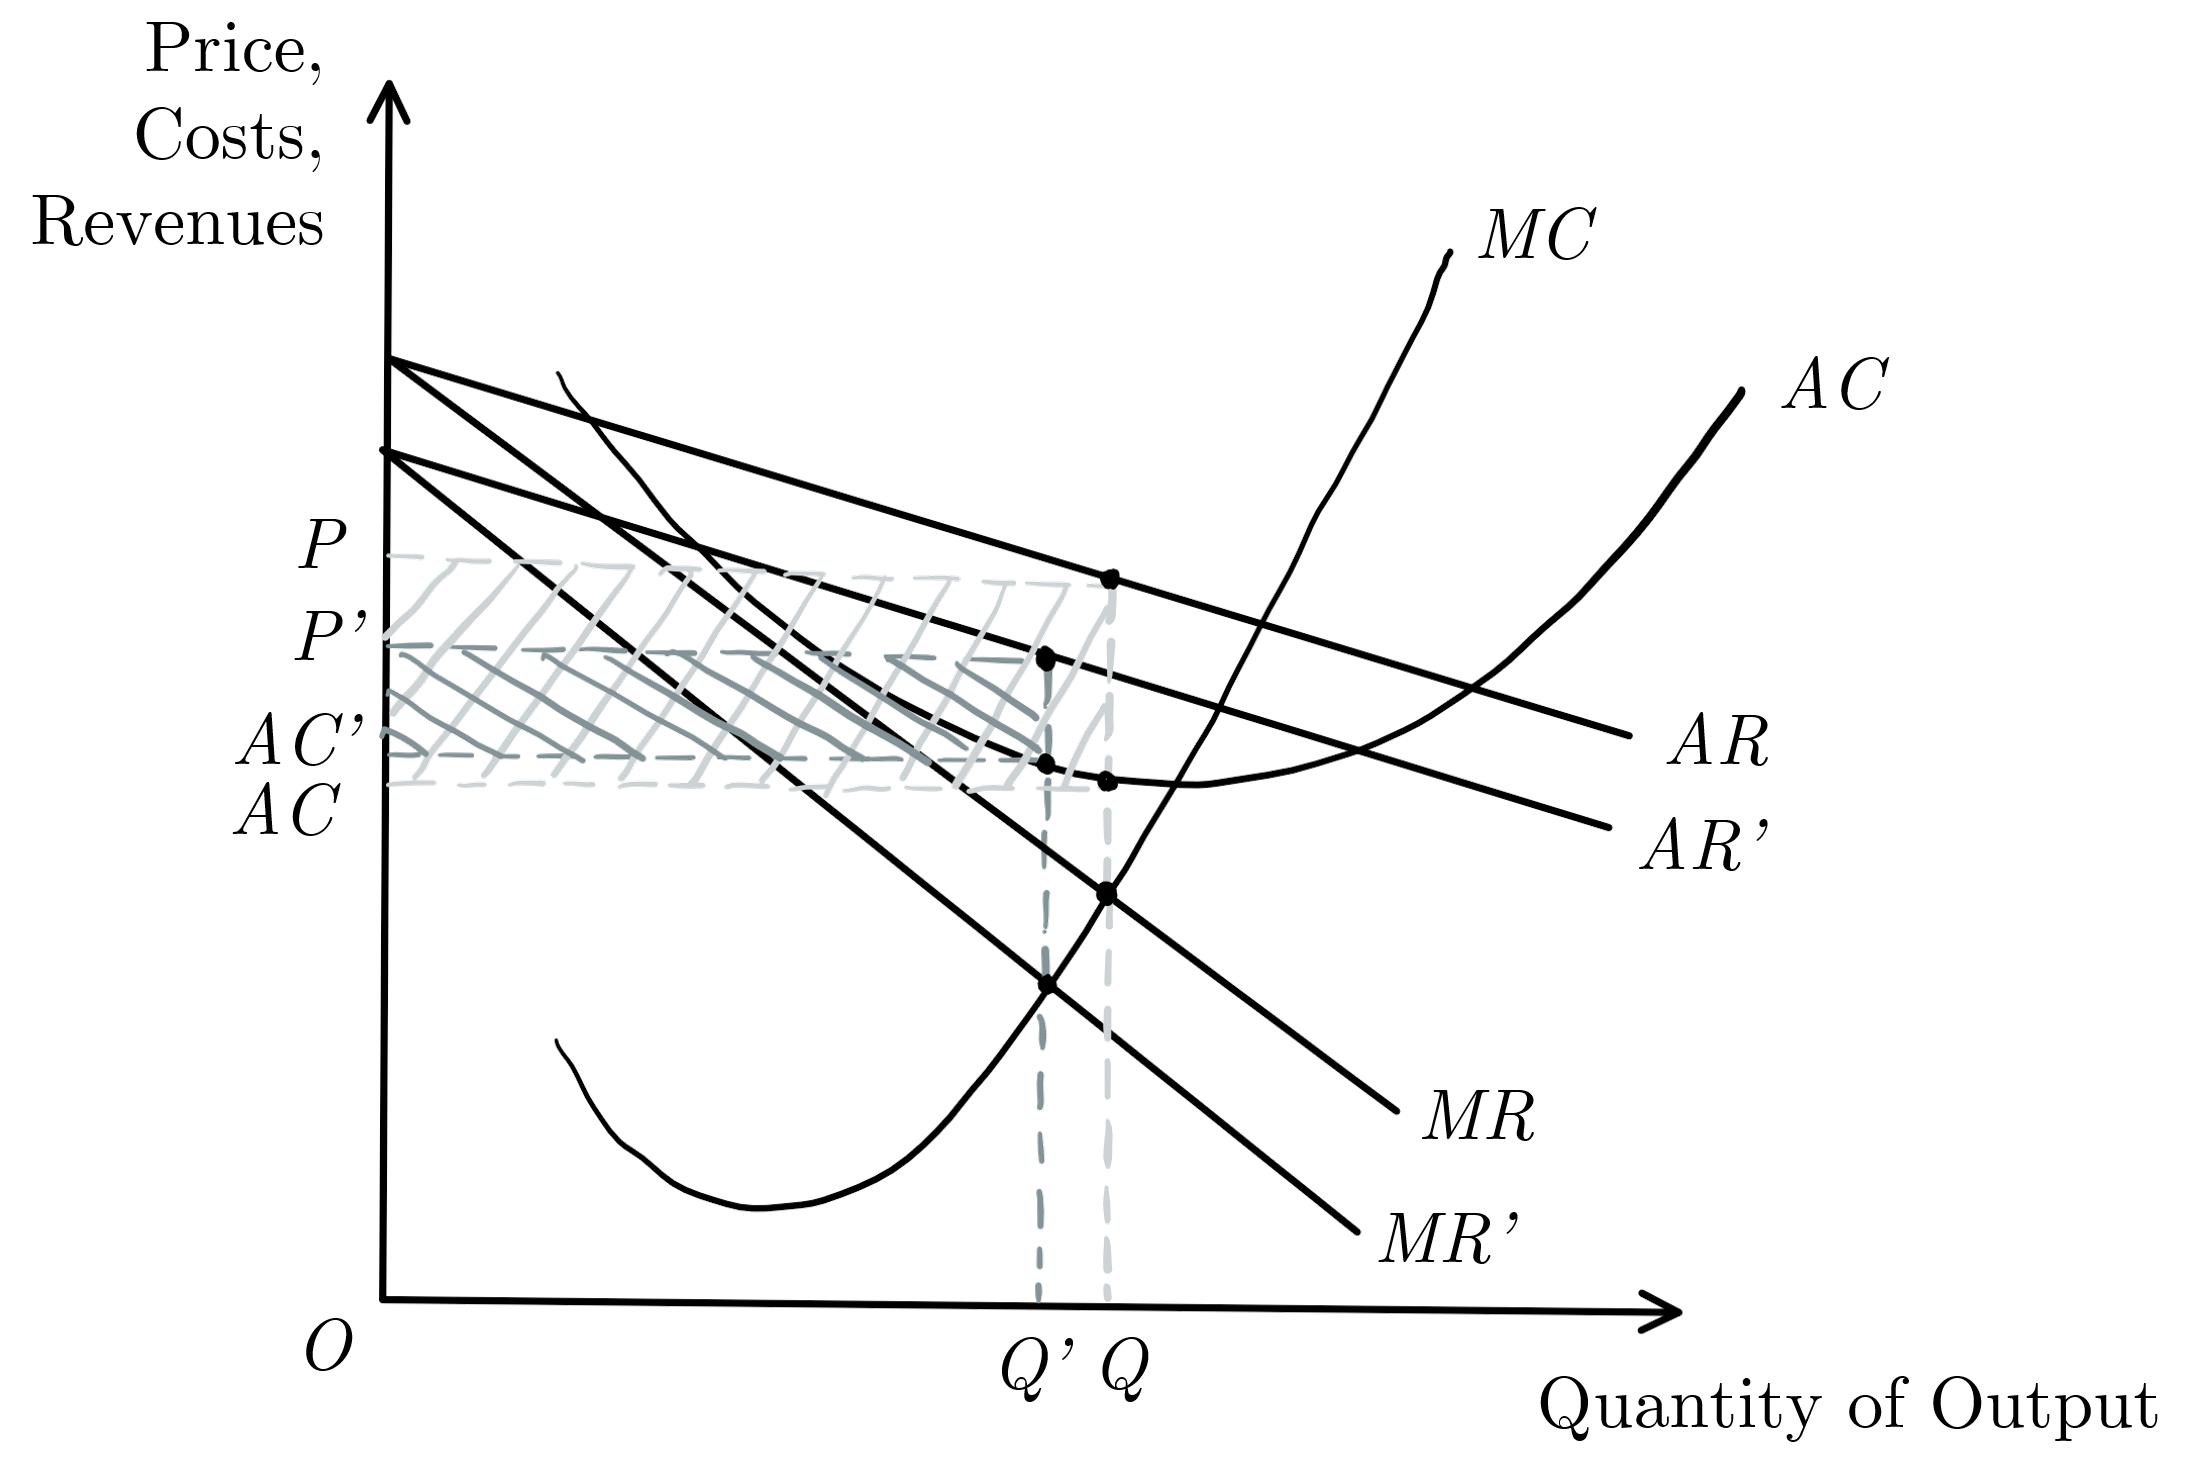 Price,
Costs,
Revenues
MC
AC
P
P'
AC'
AC
AR
AR'
MR
MR'
O
Q' Q
Quantity of Output